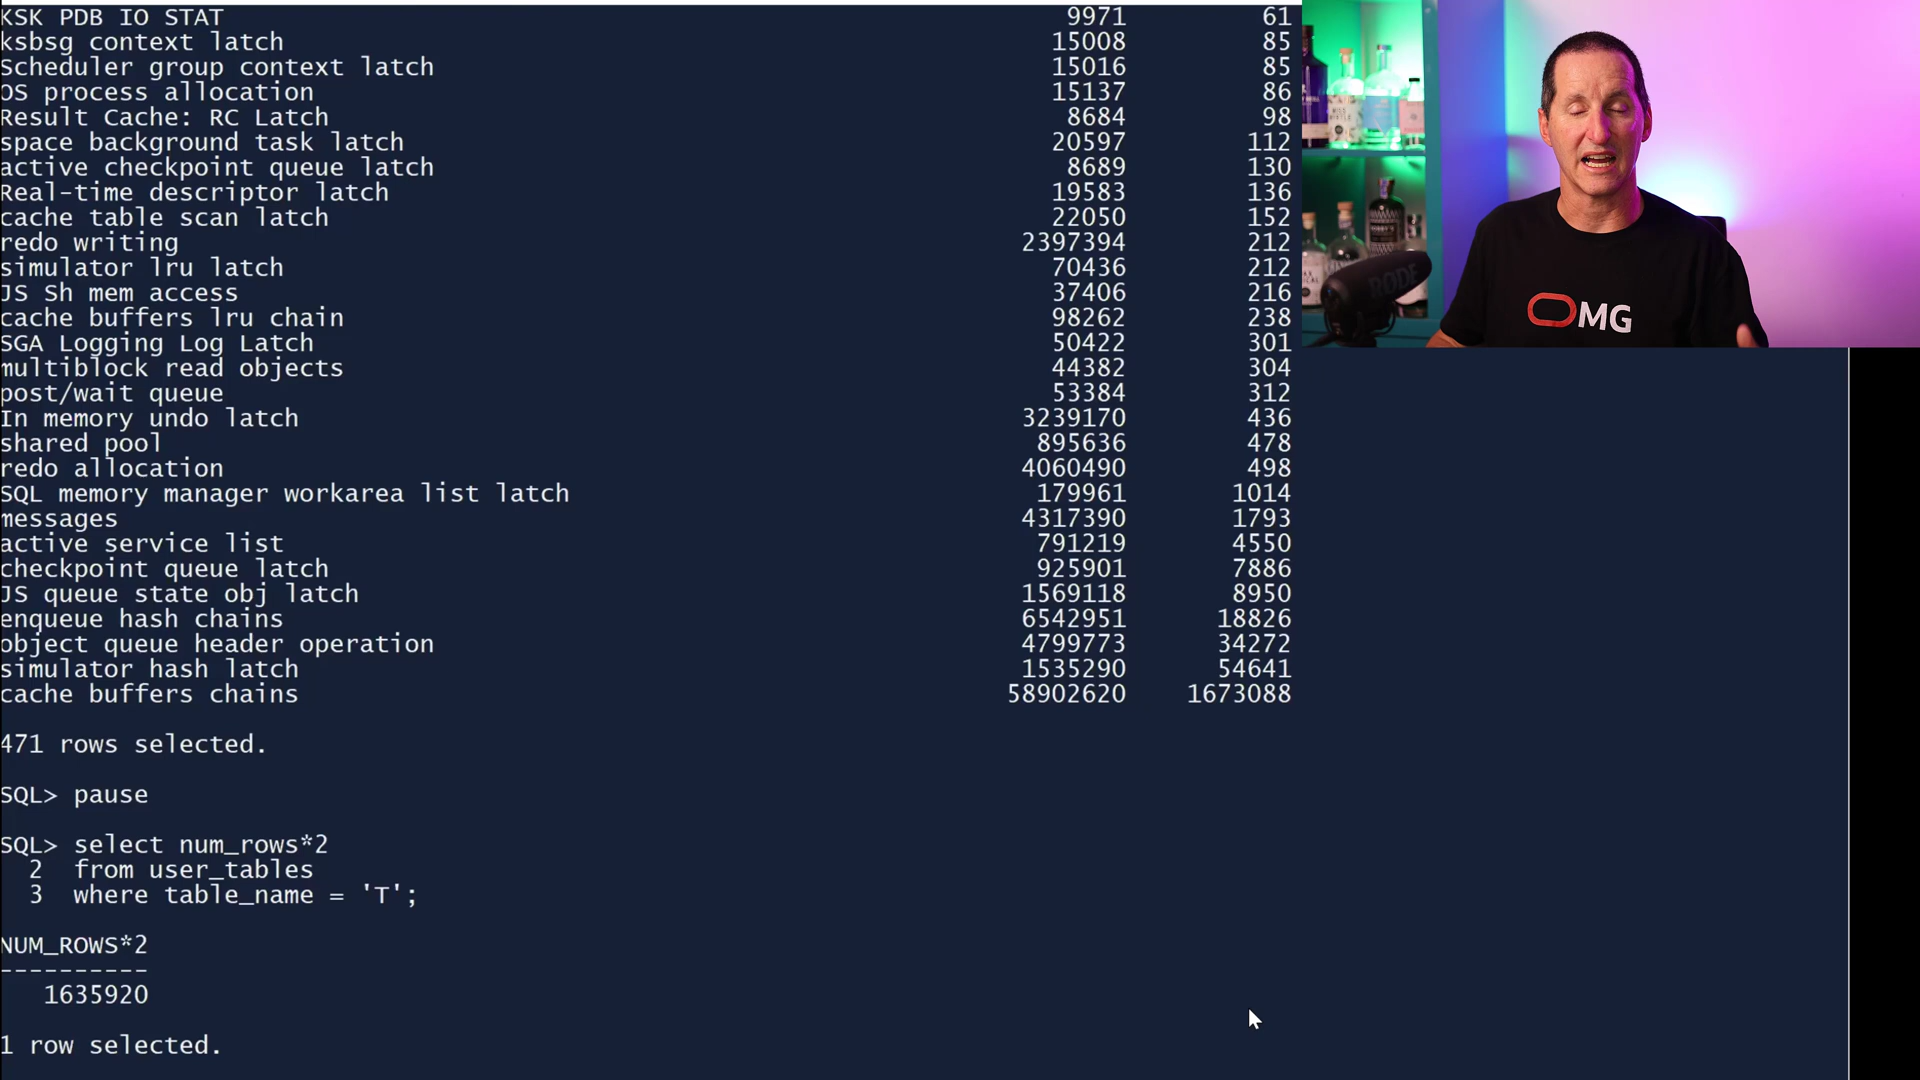 KSK PDB IO STAT 9971 61
ksbsg context latch 15008 85
Scheduler group context latch 15016 85
OS process allocation 15137 86
Result Cache: RC Latch 8684 98
space background task latch 20597 112
active checkpoint queue latch 8689 130
Real-time descriptor latch 19583 136
cache table scan latch 22050 152
redo writing 2397394 212
simulator lru latch 70436 212
JS Sh mem access 37406 216
cache buffers lru chain 98262 238
SGA Logging Log Latch 50422 301
multiblock read objects 44382 304
post/wait queue 53384 312
In memory undo latch 3239170 436
shared pool 895636 478
redo allocation 4060490 498
SQL memory manager workarea list latch 179961 1014
messages 4317390 1793
active service list 791219 4550
checkpoint queue latch 925901 7886
JS queue state obj latch 1569118 8950
enqueue hash chains 6542951 18826
object queue header operation 4799773 34272
simulator hash latch 1535290 54641
cache buffers chains 58902620 1673088
471 rows selected.
SQL> pause
SQL> select num_rows*2
2 from user_tables
3 where table_name = 'T';
NUM_ROWS*2
----------
1635920
1 row selected.
RODE
OMG